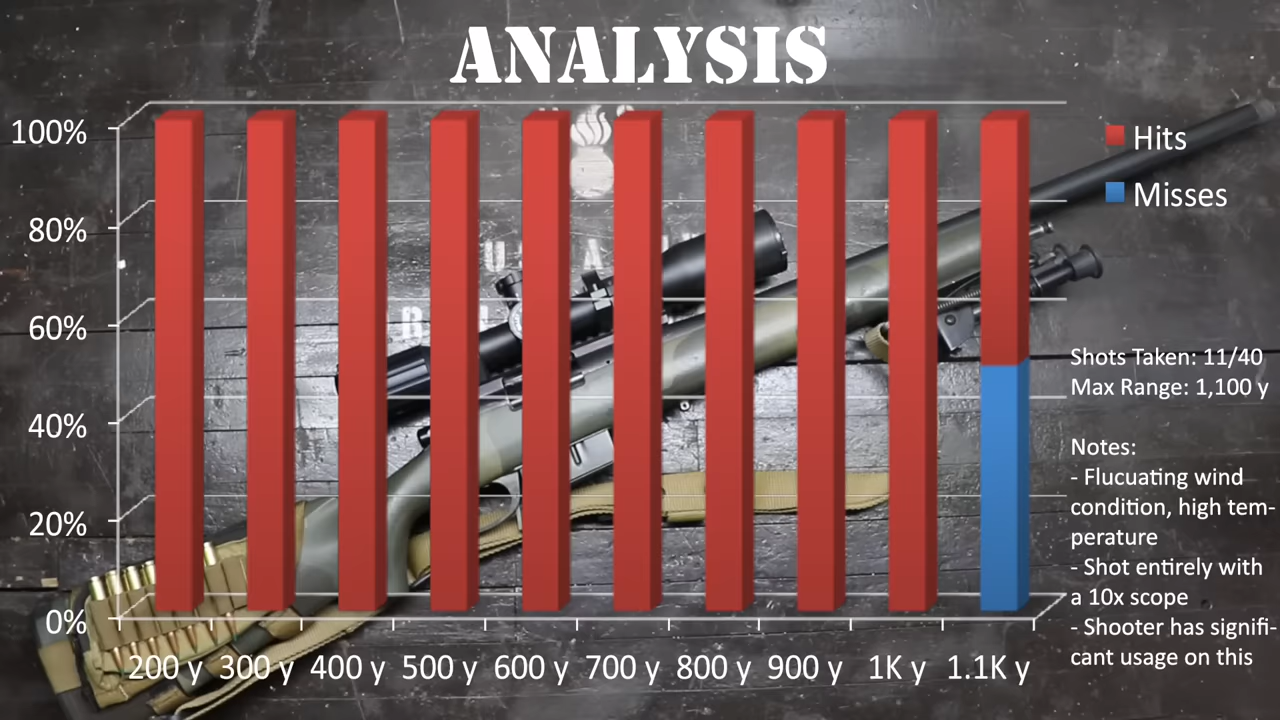 ANALYSIS
100%
80%
60%
40%
20%
0%
200 y 300 y 400 y 500 y 600 y 700 y 800 y 900 y 1K y 1.1K y
Hits
Misses
Shots Taken: 11/40
Max Range: 1,100 y
Notes:
- Flucuating wind
condition, high tem-
perature
- Shot entirely with
a 10x scope
- Shooter has signifi-
cant usage on this